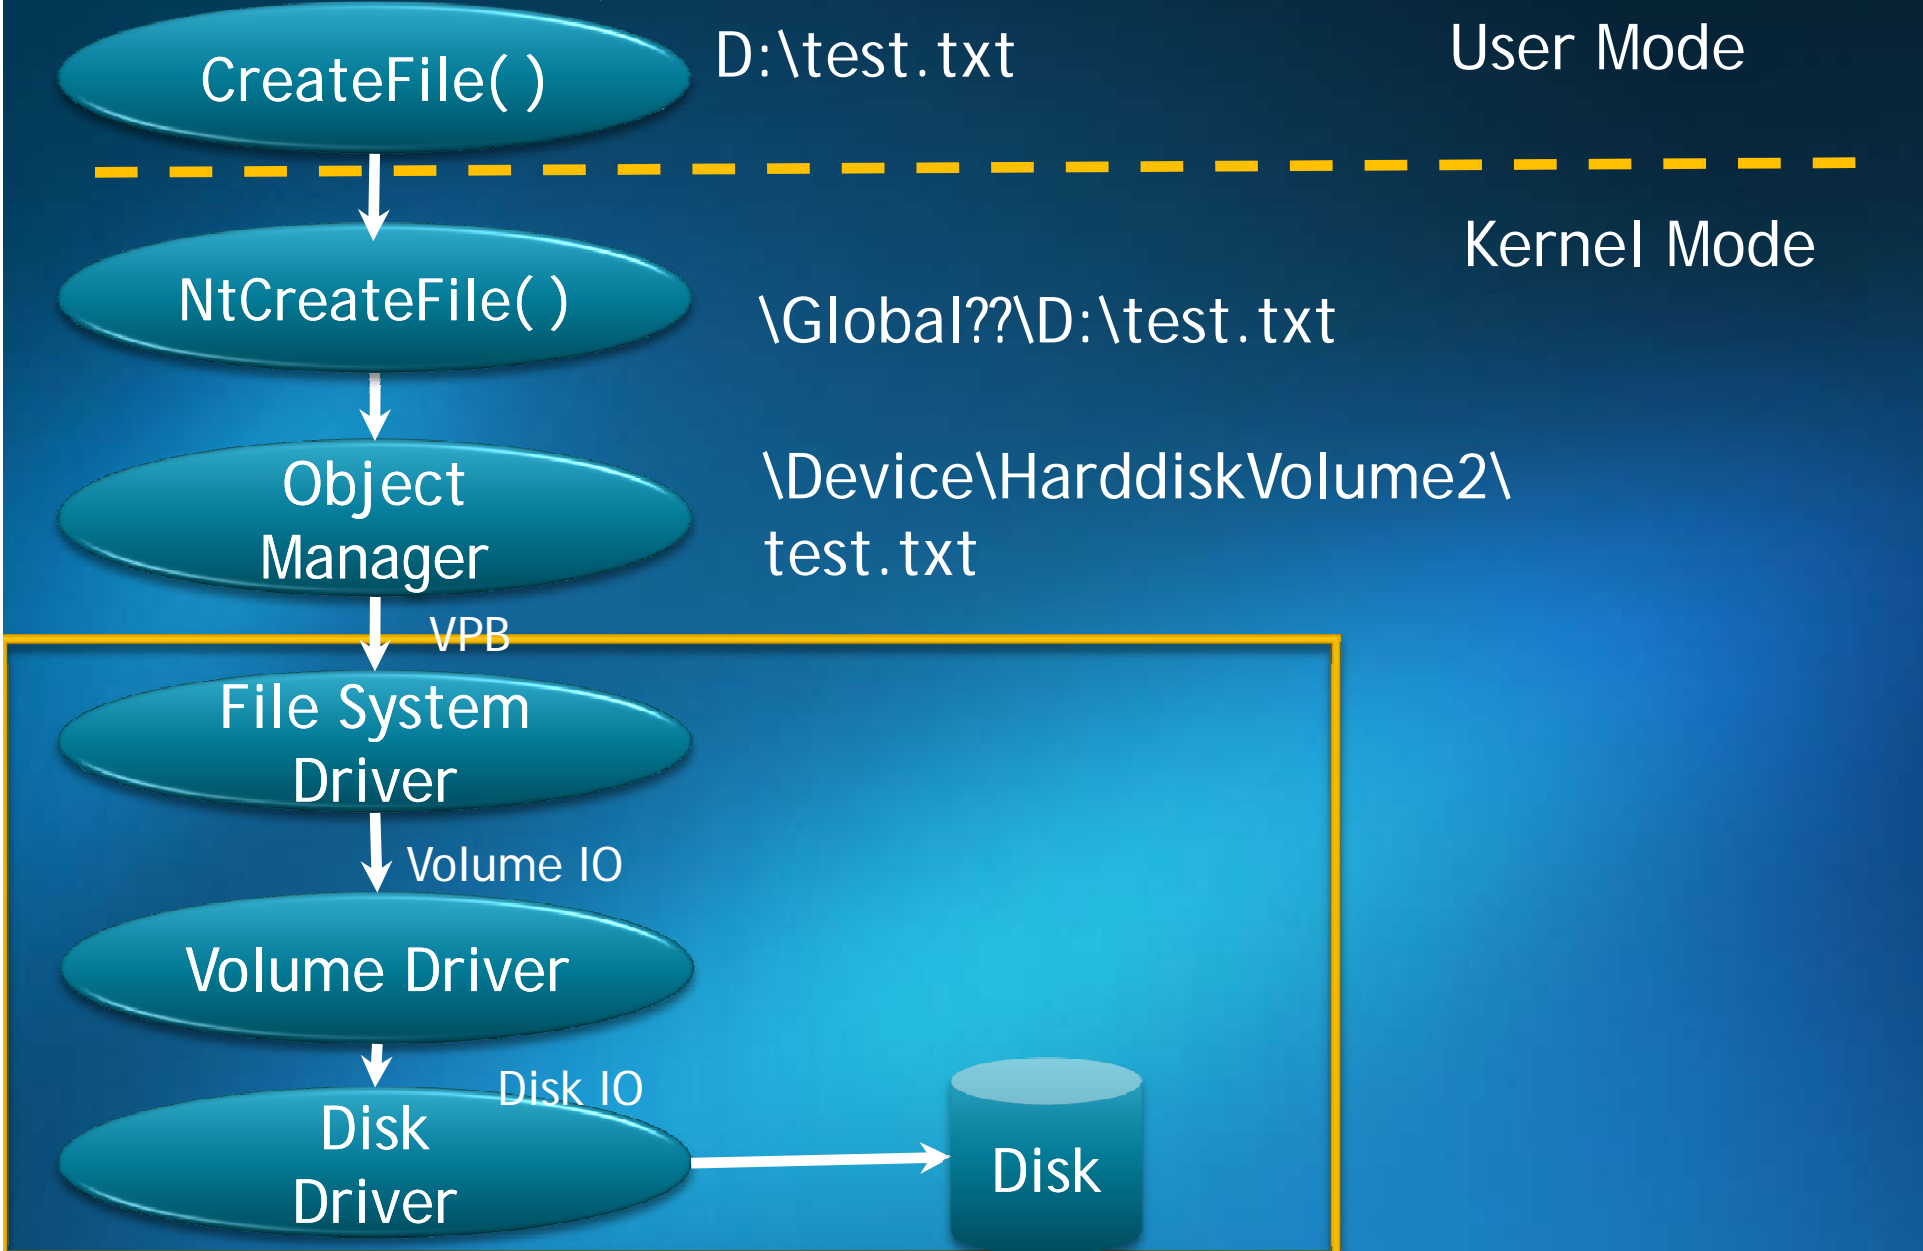 CreateFile()
D:\test.txt
User Mode
Kernel Mode
NtCreateFile()
\Global??\D:\test.txt
Object
Manager
\Device\HarddiskVolume2\
test.txt
VPB
File System
Driver
Volume IO
Volume Driver
Disk IO
Disk
Driver
Disk